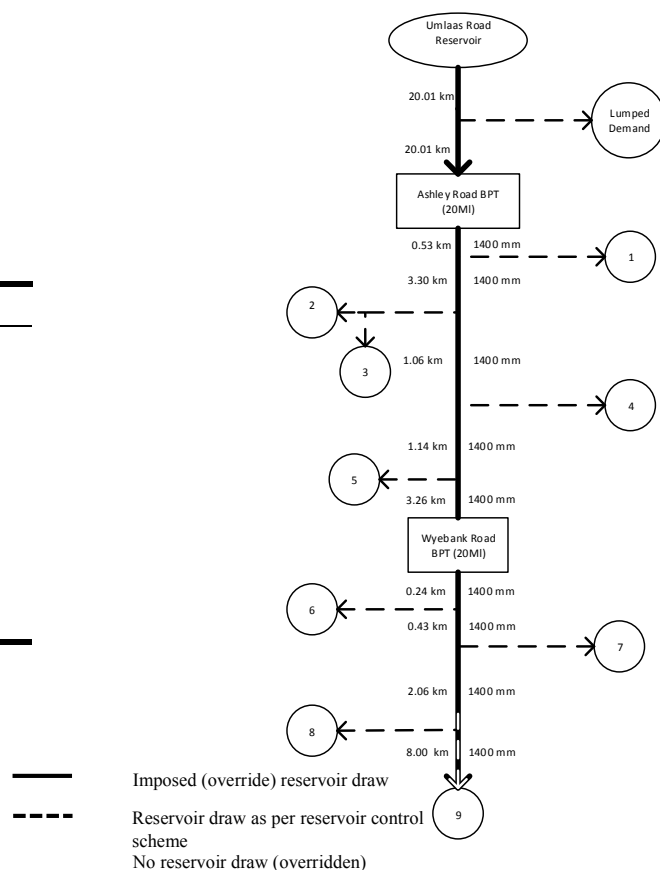 Umlaas Road
Reservoir
20.01 km
Lumped
Demand
20.01 km
Ashley Road BPT
(20Ml)
0.53 km 1400 mm
1
3.30 km 1400 mm
2
3
1.06 km 1400 mm
4
1.14 km 1400 mm
5
3.26 km 1400 mm
Wyebank Road
BPT (20Ml)
0.24 km 1400 mm
6
0.43 km 1400 mm
7
2.06 km 1400 mm
8
8.00 km 1400 mm
9
Imposed (override) reservoir draw
Reservoir draw as per reservoir control
scheme
No reservoir draw (overridden)